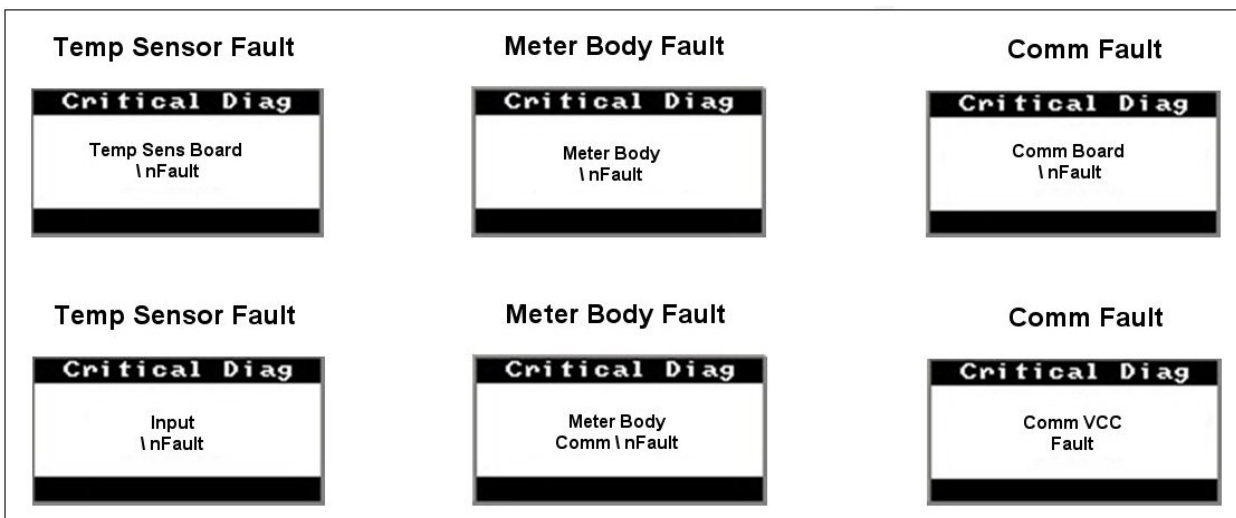 Temp Sensor Fault
Meter Body Fault
Comm Fault
Critical Diag
Temp Sens Board
\ nFault
Critical Diag
Meter Body
\ nFault
Critical Diag
Comm Board
\ nFault
Temp Sensor Fault
Meter Body Fault
Comm Fault
Critical Diag
Input
\ nFault
Critical Diag
Meter Body
Comm \ nFault
Critical Diag
Comm VCC
Fault